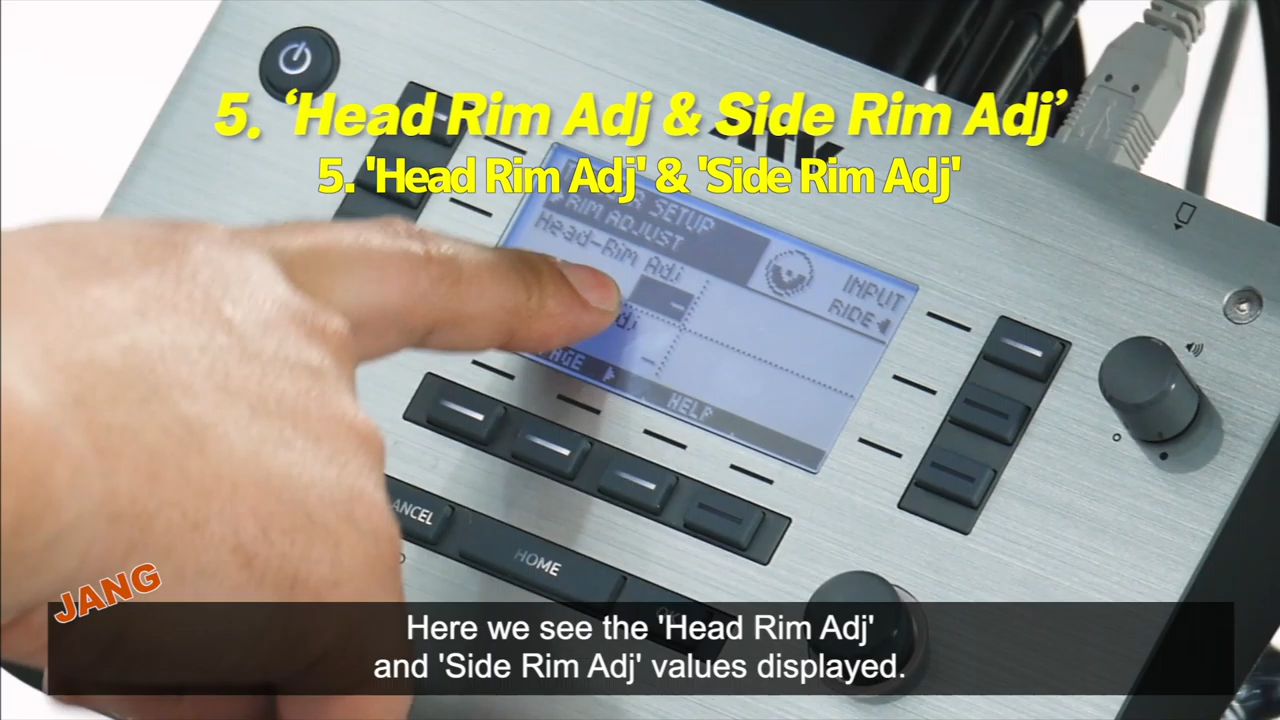 5. ‘Head Rim Adj & Side Rim Adj’
5. 'Head Rim Adj' & 'Side Rim Adj'
SETUP
RIM ADJUST
Head-Rim Adj
INPUT
RIDE
HELP
HOME
JANG
Here we see the 'Head Rim Adj'
and 'Side Rim Adj' values displayed.